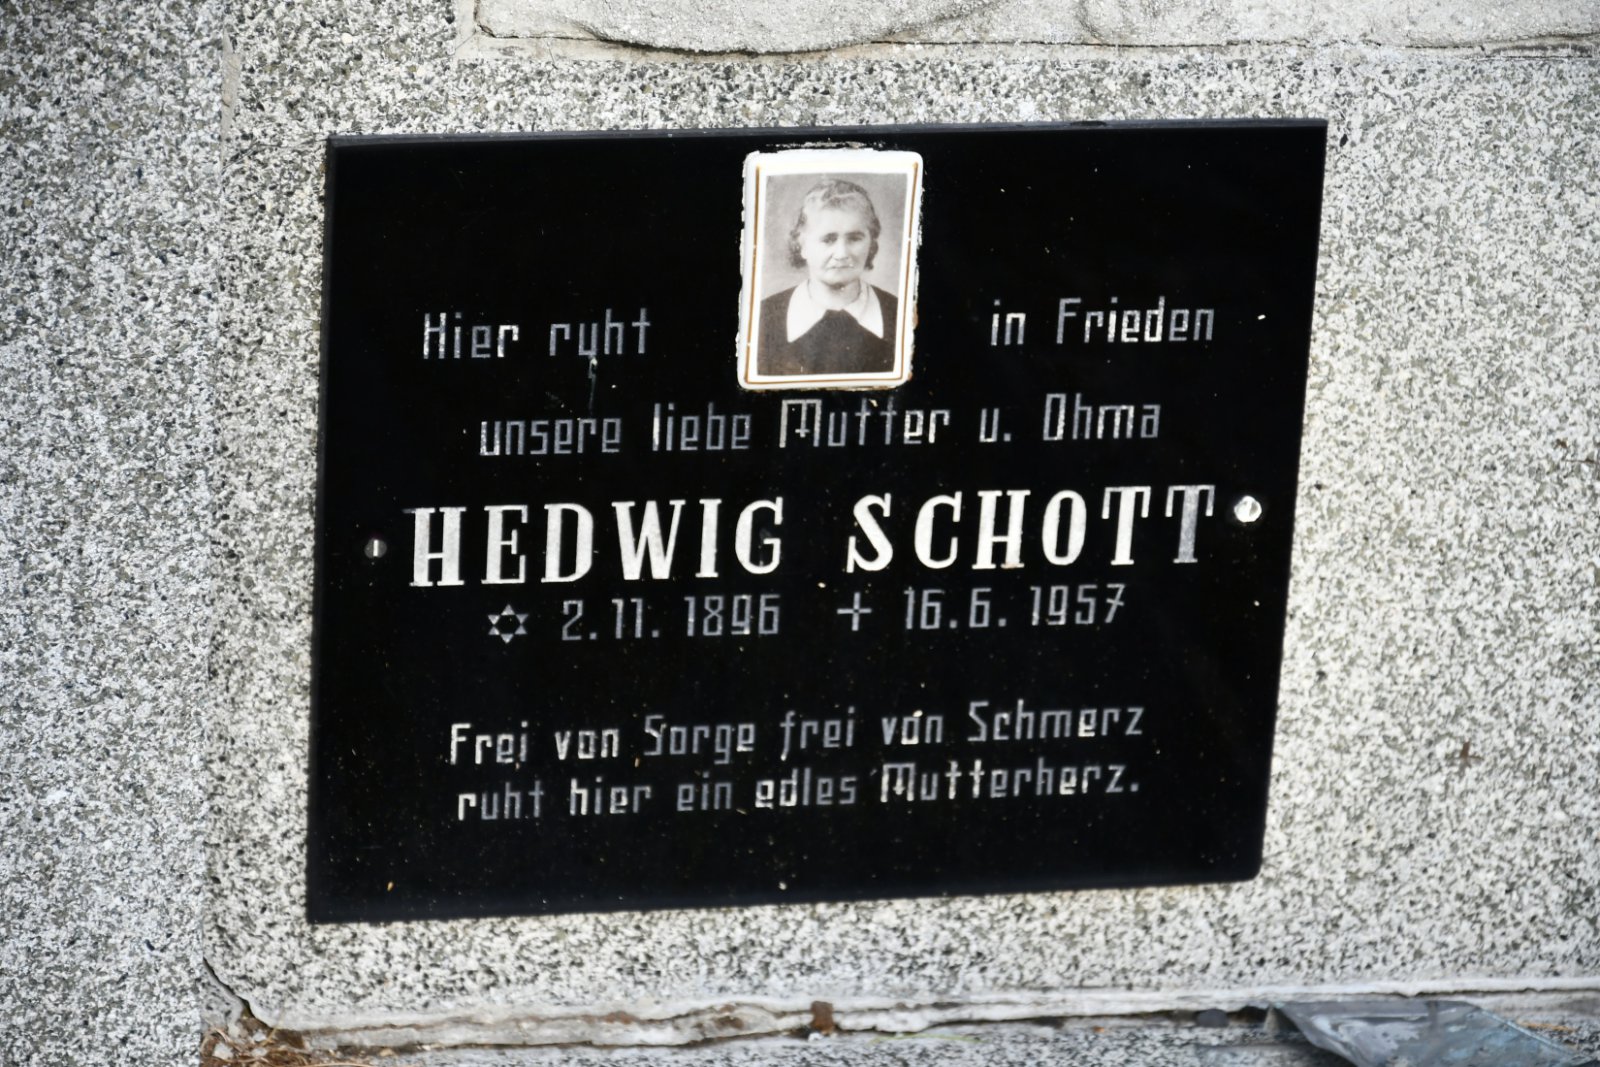 Hier ruht in Frieden
unsere liebe Mutter u. Ohma
HEDWIG SCHOTT
✡ 2.11. 1896 + 16.6. 1957
Frei von Sorge frei von Schmerz
ruht hier ein edles Mutterherz.